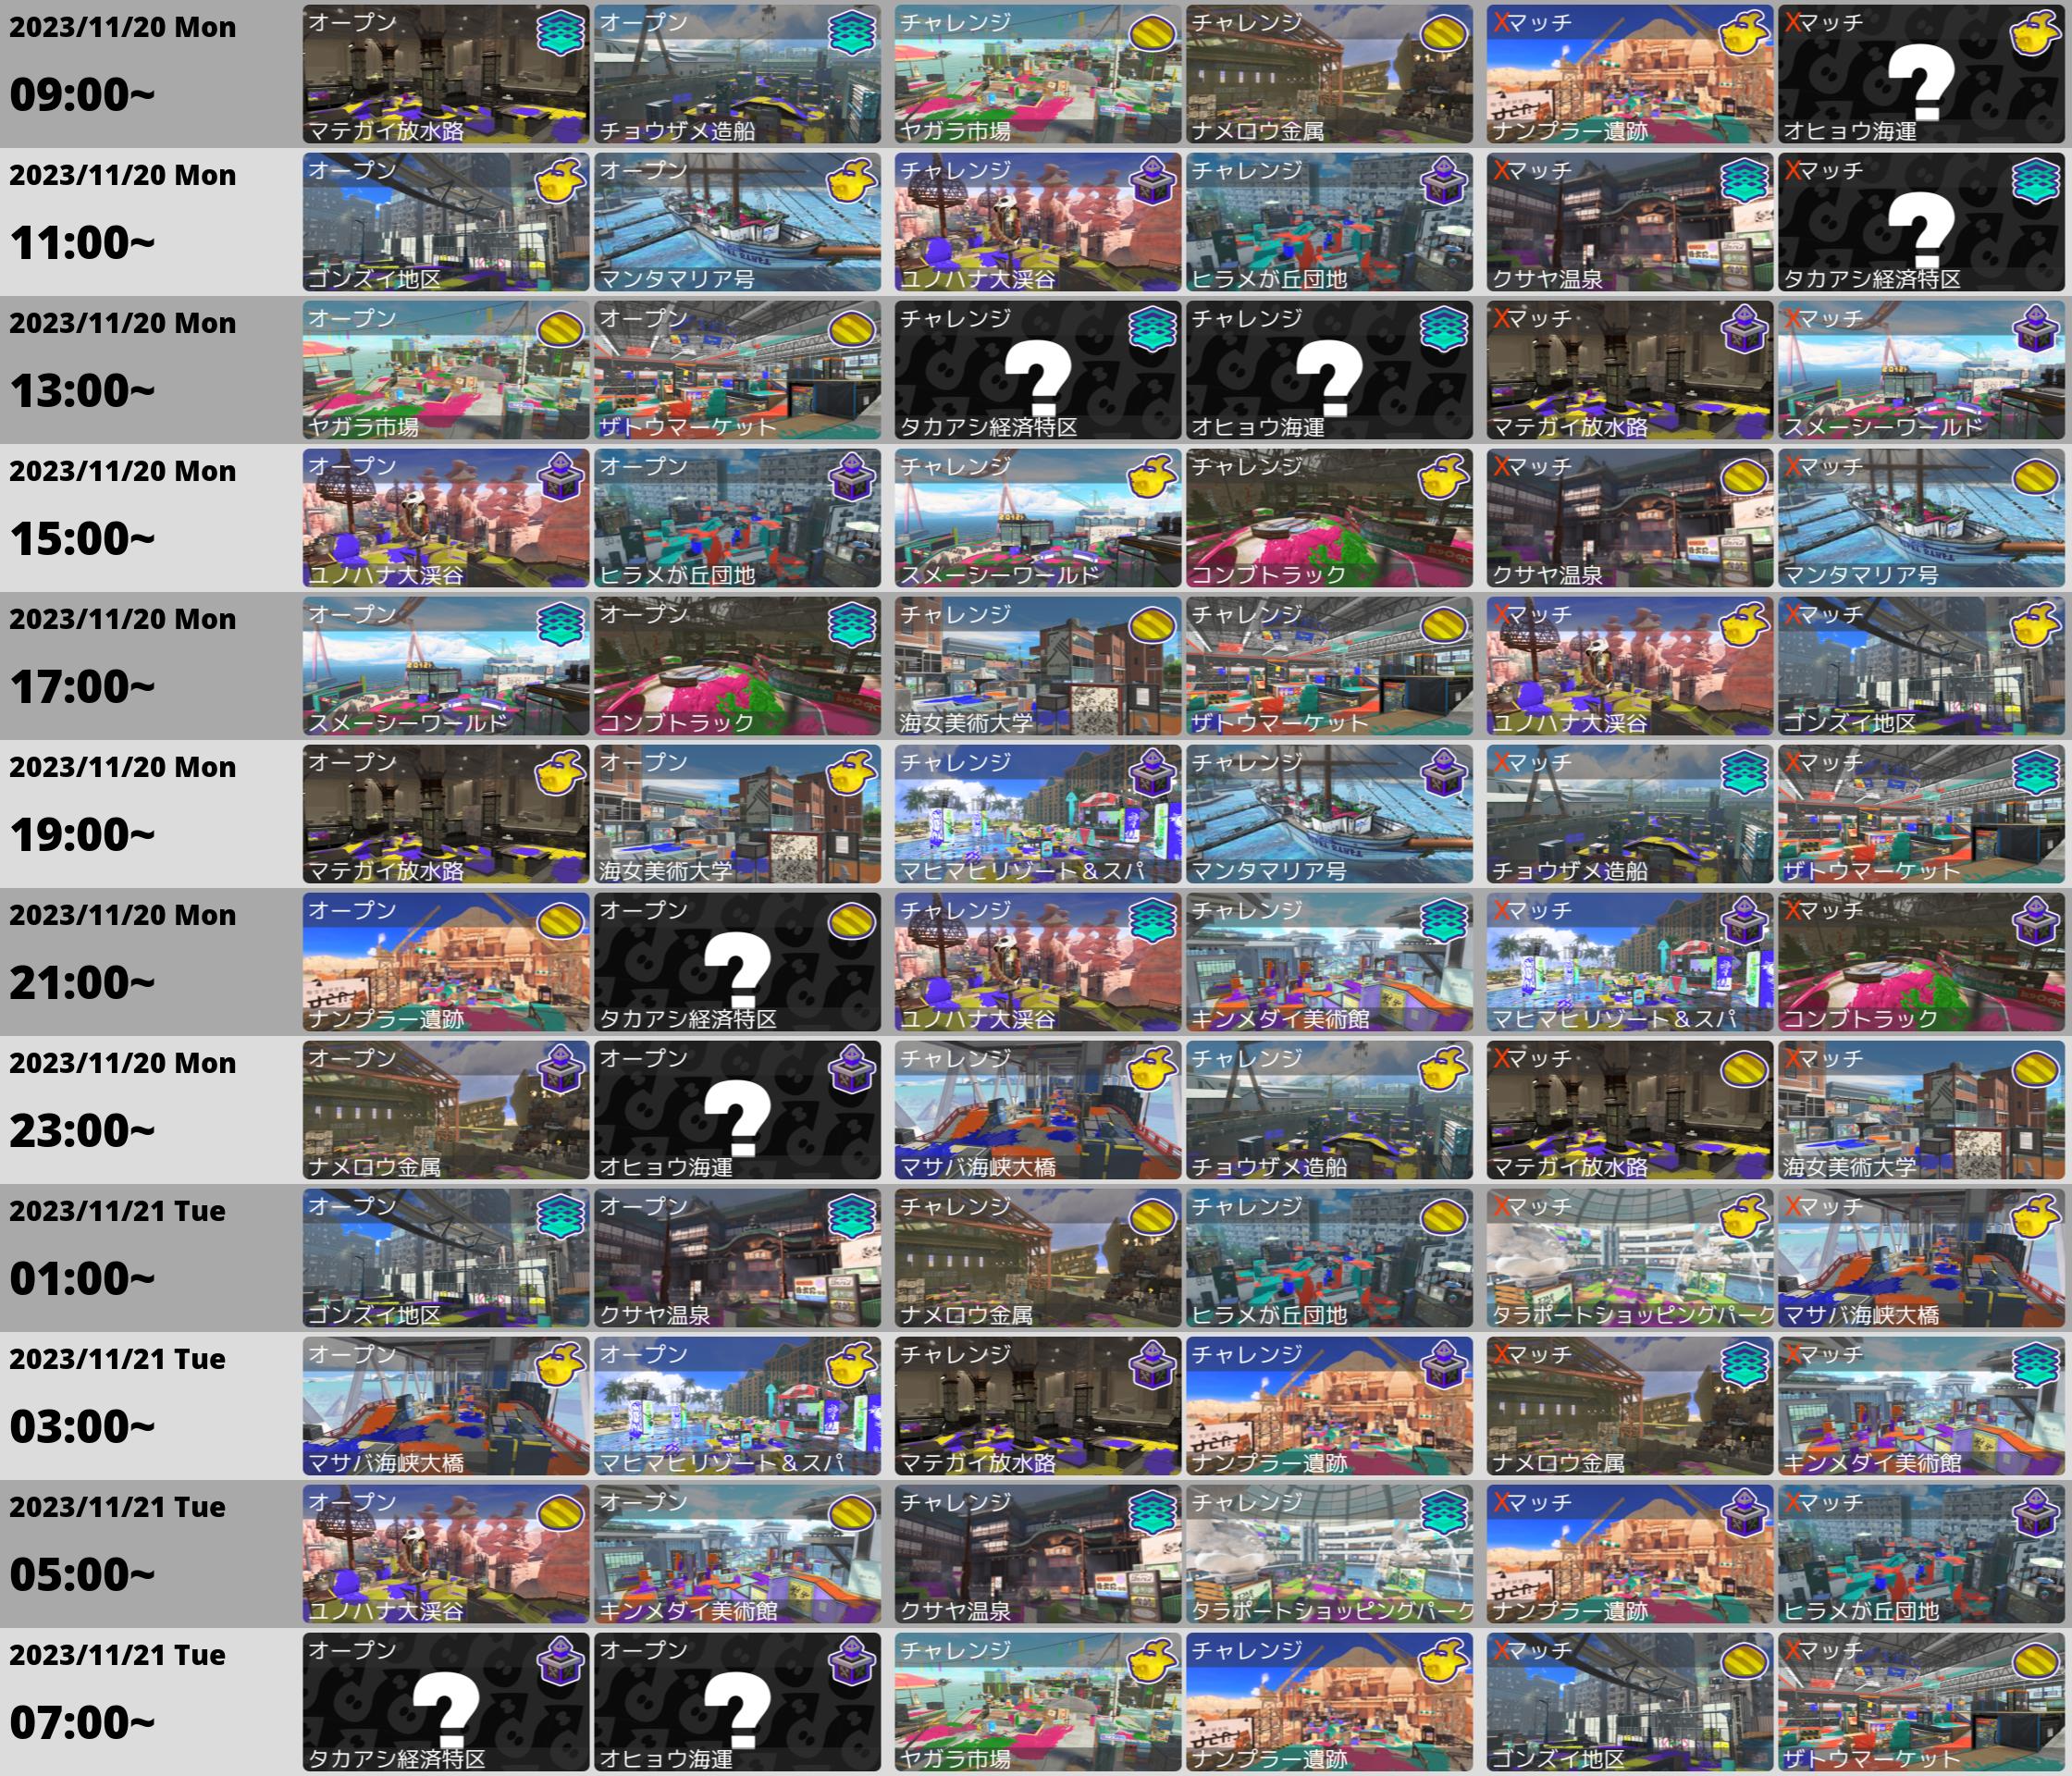 2023/11/20 Mon
09:00~
オープン オープン チャレンジ チャレンジ Xマッチ Xマッチ
マテガイ放水路 チョウザメ造船 ヤガラ市場 ナメロウ金属 ナンプラー遺跡 オヒョウ海運
2023/11/20 Mon
11:00~
オープン オープン チャレンジ チャレンジ Xマッチ Xマッチ
ゴンズイ地区 マンタマリア号 ユノハナ大渓谷 ヒラメが丘団地 クサヤ温泉 タカアシ経済特区
2023/11/20 Mon
13:00~
オープン オープン チャレンジ チャレンジ Xマッチ Xマッチ
ヤガラ市場 ザトウマーケット タカアシ経済特区 オヒョウ海運 マテガイ放水路 スメーシーワールド
2023/11/20 Mon
15:00~
オープン オープン チャレンジ チャレンジ Xマッチ Xマッチ
ユノハナ大渓谷 ヒラメが丘団地 スメーシーワールド コンブトラック クサヤ温泉 マンタマリア号
2023/11/20 Mon
17:00~
オープン オープン チャレンジ チャレンジ Xマッチ Xマッチ
スメーシーワールド コンブトラック 海女美術大学 ザトウマーケット ユノハナ大渓谷 ゴンズイ地区
2023/11/20 Mon
19:00~
オープン オープン チャレンジ チャレンジ Xマッチ Xマッチ
マテガイ放水路 海女美術大学 マヒマヒリゾート＆スパ マンタマリア号 チョウザメ造船 ザトウマーケット
2023/11/20 Mon
21:00~
オープン オープン チャレンジ チャレンジ Xマッチ Xマッチ
ナンプラー遺跡 タカアシ経済特区 ユノハナ大渓谷 キンメダイ美術館 マヒマヒリゾート＆スパ コンブトラック
2023/11/20 Mon
23:00~
オープン オープン チャレンジ チャレンジ Xマッチ Xマッチ
ナメロウ金属 オヒョウ海運 マサバ海峡大橋 チョウザメ造船 マテガイ放水路 海女美術大学
2023/11/21 Tue
01:00~
オープン オープン チャレンジ チャレンジ Xマッチ Xマッチ
ゴンズイ地区 クサヤ温泉 ナメロウ金属 ヒラメが丘団地 タラポートショッピングパーク マサバ海峡大橋
2023/11/21 Tue
03:00~
オープン オープン チャレンジ チャレンジ Xマッチ Xマッチ
マサバ海峡大橋 マヒマヒリゾート＆スパ マテガイ放水路 ナンプラー遺跡 ナメロウ金属 キンメダイ美術館
2023/11/21 Tue
05:00~
オープン オープン チャレンジ チャレンジ Xマッチ Xマッチ
ユノハナ大渓谷 キンメダイ美術館 クサヤ温泉 タラポートショッピングパーク ナンプラー遺跡 ヒラメが丘団地
2023/11/21 Tue
07:00~
オープン オープン チャレンジ チャレンジ Xマッチ Xマッチ
タカアシ経済特区 オヒョウ海運 ヤガラ市場 ナンプラー遺跡 ゴンズイ地区 ザトウマーケット